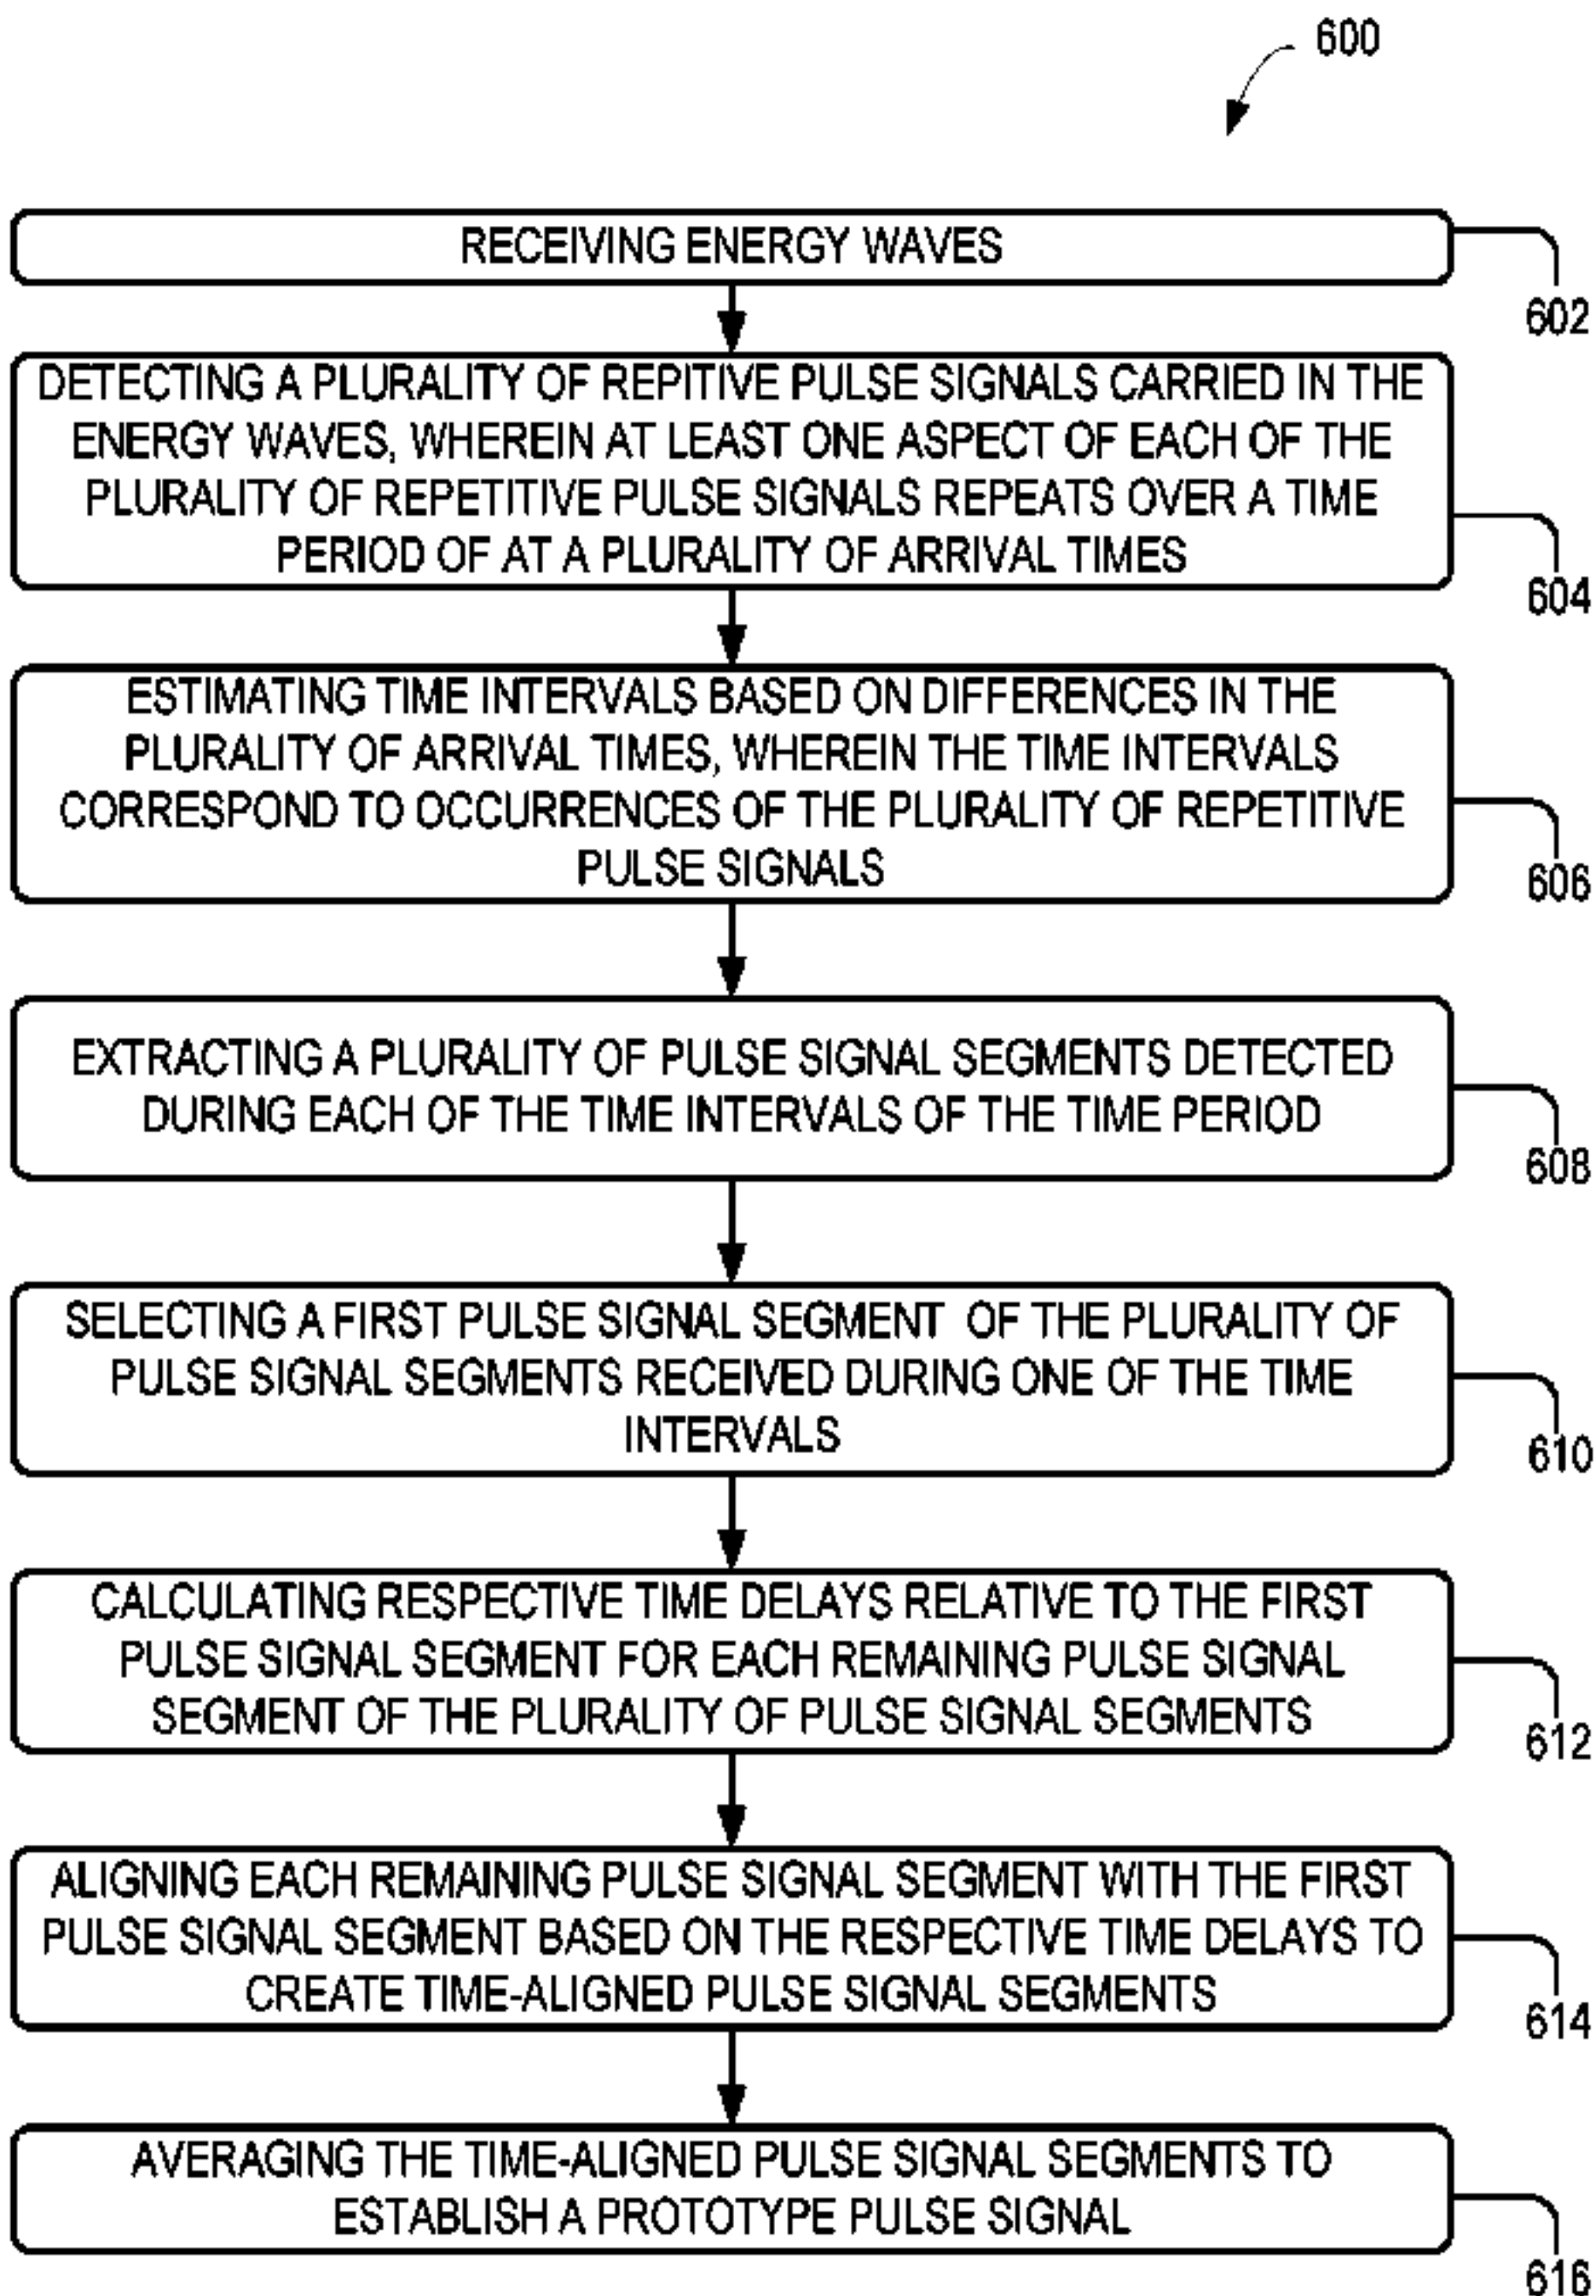 600
RECEIVING ENERGY WAVES
602
DETECTING A PLURALITY OF REPITIVE PULSE SIGNALS CARRIED IN THE
ENERGY WAVES, WHEREIN AT LEAST ONE ASPECT OF EACH OF THE
PLURALITY OF REPETITIVE PULSE SIGNALS REPEATS OVER A TIME
PERIOD OF AT A PLURALITY OF ARRIVAL TIMES
604
ESTIMATING TIME INTERVALS BASED ON DIFFERENCES IN THE
PLURALITY OF ARRIVAL TIMES, WHEREIN THE TIME INTERVALS
CORRESPOND TO OCCURRENCES OF THE PLURALITY OF REPETITIVE
PULSE SIGNALS
606
EXTRACTING A PLURALITY OF PULSE SIGNAL SEGMENTS DETECTED
DURING EACH OF THE TIME INTERVALS OF THE TIME PERIOD
608
SELECTING A FIRST PULSE SIGNAL SEGMENT OF THE PLURALITY OF
PULSE SIGNAL SEGMENTS RECEIVED DURING ONE OF THE TIME
INTERVALS
610
CALCULATING RESPECTIVE TIME DELAYS RELATIVE TO THE FIRST
PULSE SIGNAL SEGMENT FOR EACH REMAINING PULSE SIGNAL
SEGMENT OF THE PLURALITY OF PULSE SIGNAL SEGMENTS
612
ALIGNING EACH REMAINING PULSE SIGNAL SEGMENT WITH THE FIRST
PULSE SIGNAL SEGMENT BASED ON THE RESPECTIVE TIME DELAYS TO
CREATE TIME-ALIGNED PULSE SIGNAL SEGMENTS
614
AVERAGING THE TIME-ALIGNED PULSE SIGNAL SEGMENTS TO
ESTABLISH A PROTOTYPE PULSE SIGNAL
616